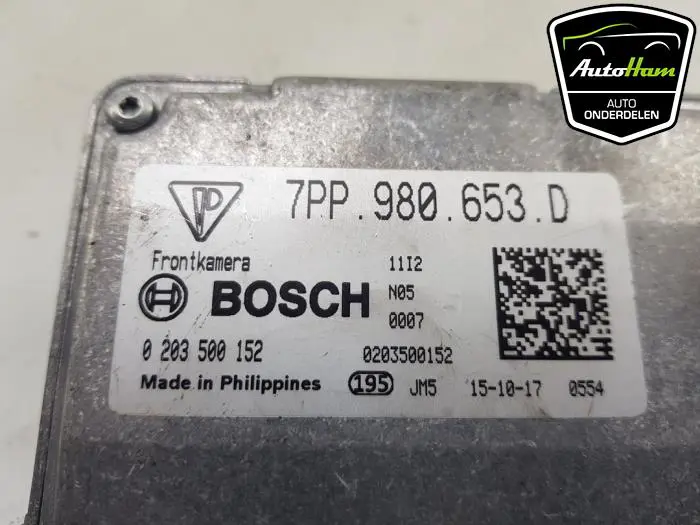 AutoHam
AUTO
ONDERDELEN
7PP.980.653.D
Frontkamera 11I2
BOSCH N05
0007
0 203 500 152 0203500152
Made in Philippines 195 JM5 15-10-17 0554